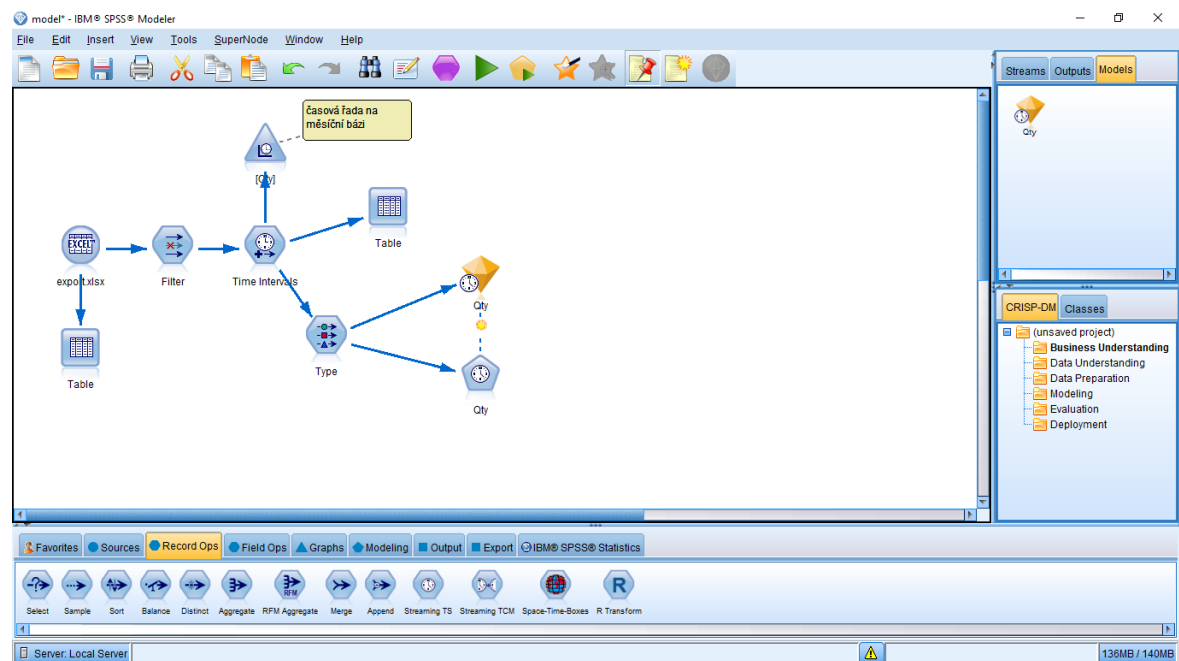 model* - IBM® SPSS® Modeler
File Edit Insert View Tools SuperNode Window Help
Streams Outputs Models
Qty
časová řada na
měsíční bázi
[Qty]
EXCEL
Table
export.xlsx
Filter
Time Intervals
Qty
Type
Table
Qty
CRISP-DM Classes
(unsaved project)
Business Understanding
Data Understanding
Data Preparation
Modeling
Evaluation
Deployment
Favorites Sources Record Ops Field Ops Graphs Modeling Output Export IBM® SPSS® Statistics
RFM
R
Select Sample Sort Balance Distinct Aggregate RFM Aggregate Merge Append Streaming TS Streaming TCM Space-Time-Boxes R Transform
Server: Local Server
136MB / 140MB